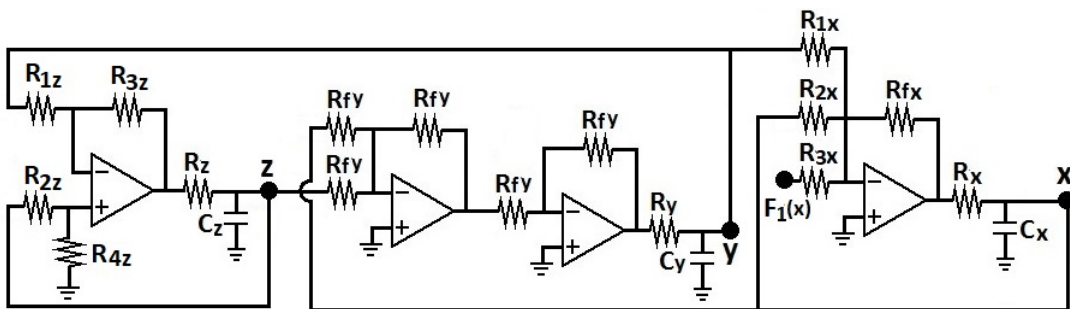 R1x
R1z
R3z
Rfy
Rfy
Rfy
R2x
Rfx
R2z
Rz
z
Rfy
Rfy
Ry
R3x
F1(x)
Rx
x
R4z
Cz
Cy
y
Cx
−
+
−
+
−
+
−
+